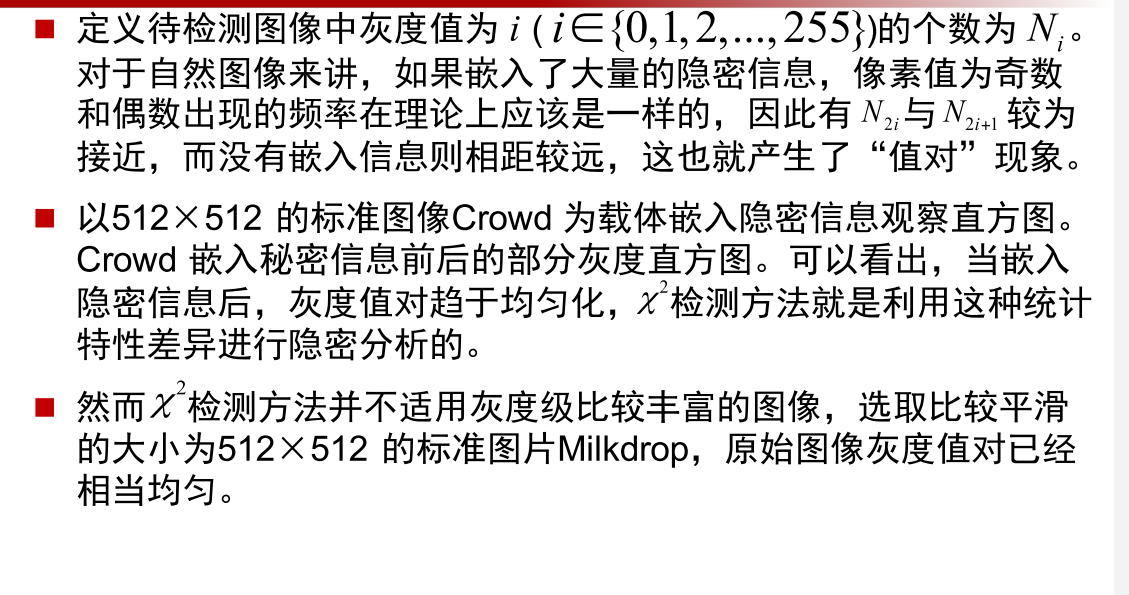 定义待检测图像中灰度值为 i ( i∈{0,1,2,...,255})的个数为 Nᵢ。
对于自然图像来讲，如果嵌入了大量的隐密信息，像素值为奇数
和偶数出现的频率在理论上应该是一样的，因此有 N₂ᵢ与 N₂ᵢ₊₁ 较为
接近，而没有嵌入信息则相距较远，这也就产生了“值对”现象。
以512×512 的标准图像Crowd 为载体嵌入隐密信息观察直方图。
Crowd 嵌入秘密信息前后的部分灰度直方图。可以看出，当嵌入
隐密信息后，灰度值对趋于均匀化，χ²检测方法就是利用这种统计
特性差异进行隐密分析的。
然而χ²检测方法并不适用灰度级比较丰富的图像，选取比较平滑
的大小为512×512 的标准图片Milkdrop，原始图像灰度值对已经
相当均匀。